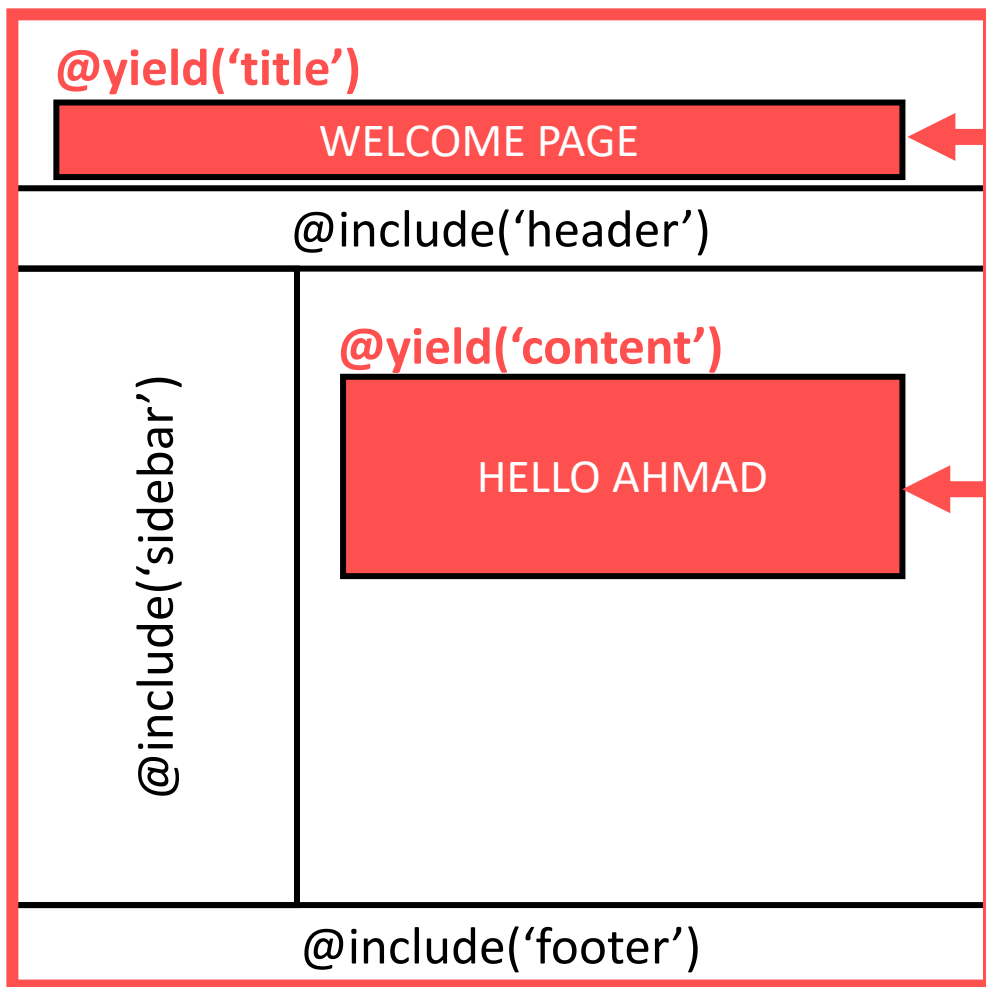 @yield(‘title’)
WELCOME PAGE
@include(‘header’)
@include(‘sidebar’)
@yield(‘content’)
HELLO AHMAD
@include(‘footer’)